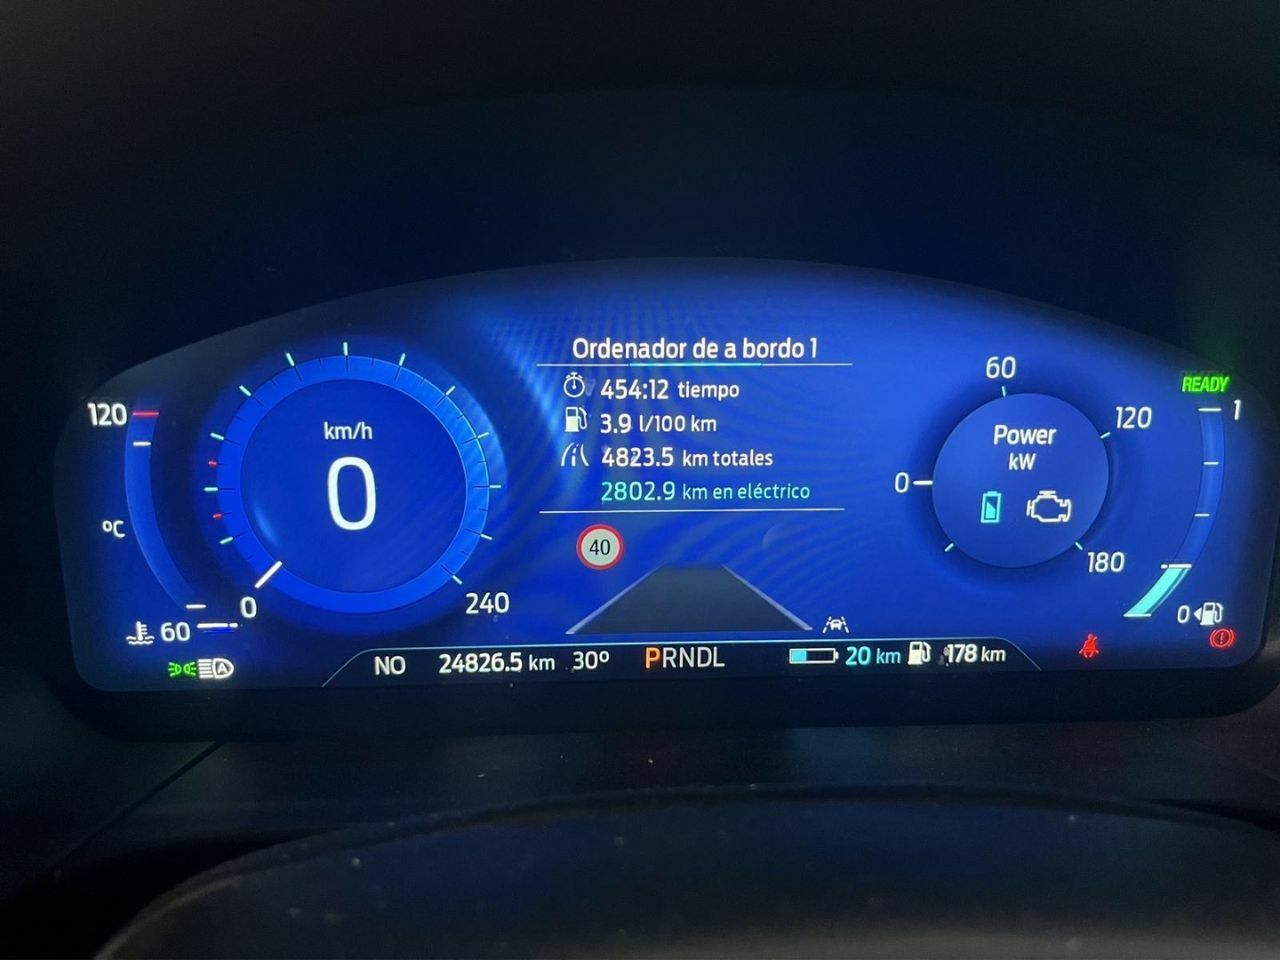 Ordenador de a bordo 1
454:12 tiempo
3.9 l/100 km
4823.5 km totales
2802.9 km en eléctrico
40
120
°C
60
km/h
0
0
240
60
120
180
0
Power
kW
READY
1
0
A
NO 24826.5 km 30° PRNDL 20 km 178 km